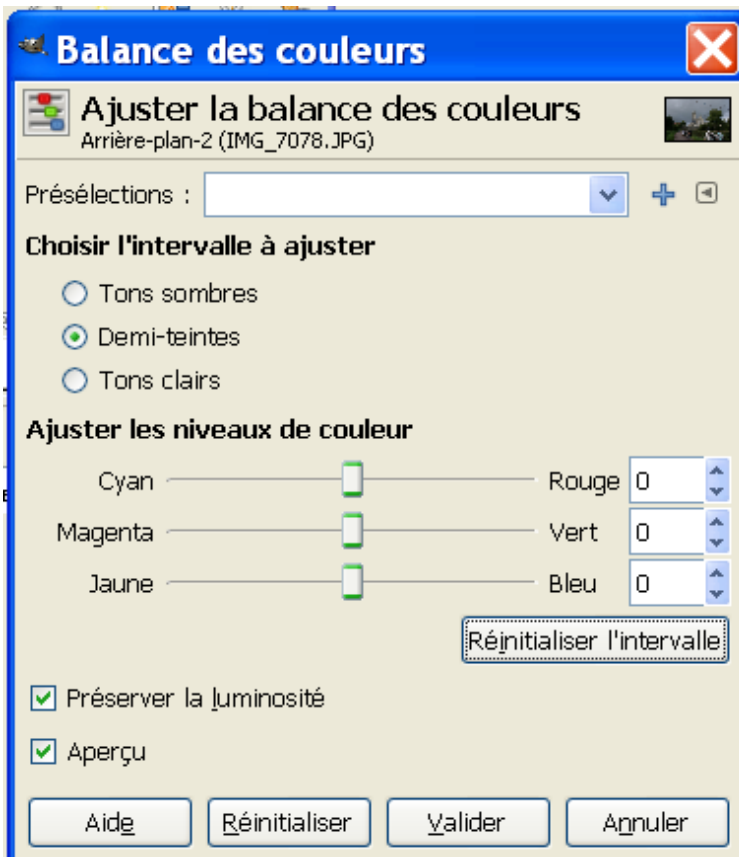 Balance des couleurs
Ajuster la balance des couleurs
Arrière-plan-2 (IMG_7078.JPG)
Présélections :
Choisir l'intervalle à ajuster
Tons sombres
Demi-teintes
Tons clairs
Ajuster les niveaux de couleur
Cyan Rouge 0
Magenta Vert 0
Jaune Bleu 0
Réinitialiser l'intervalle
Préserver la luminosité
Aperçu
Aide Réinitialiser Valider Annuler